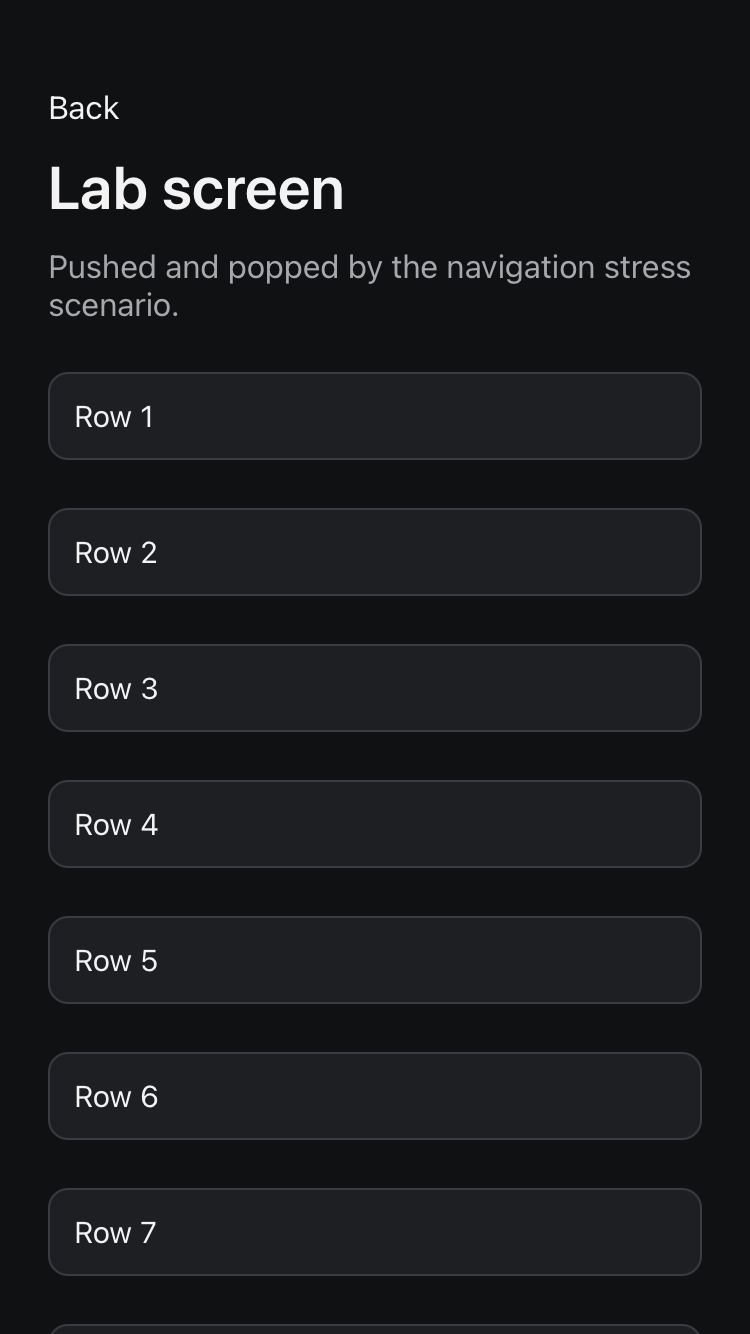 Back
Lab screen
Pushed and popped by the navigation stress
scenario.
Row 1
Row 2
Row 3
Row 4
Row 5
Row 6
Row 7